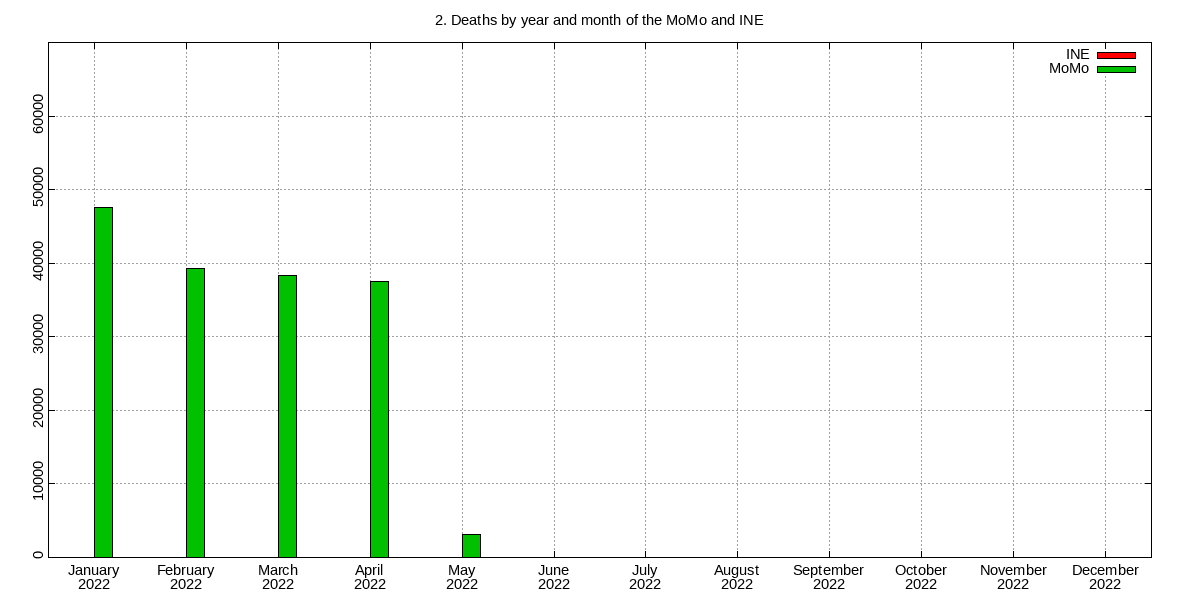 2. Deaths by year and month of the MoMo and INE
INE
MoMo
60000
50000
40000
30000
20000
10000
0
January February March April May June July August September October November December
2022 2022 2022 2022 2022 2022 2022 2022 2022 2022 2022 2022